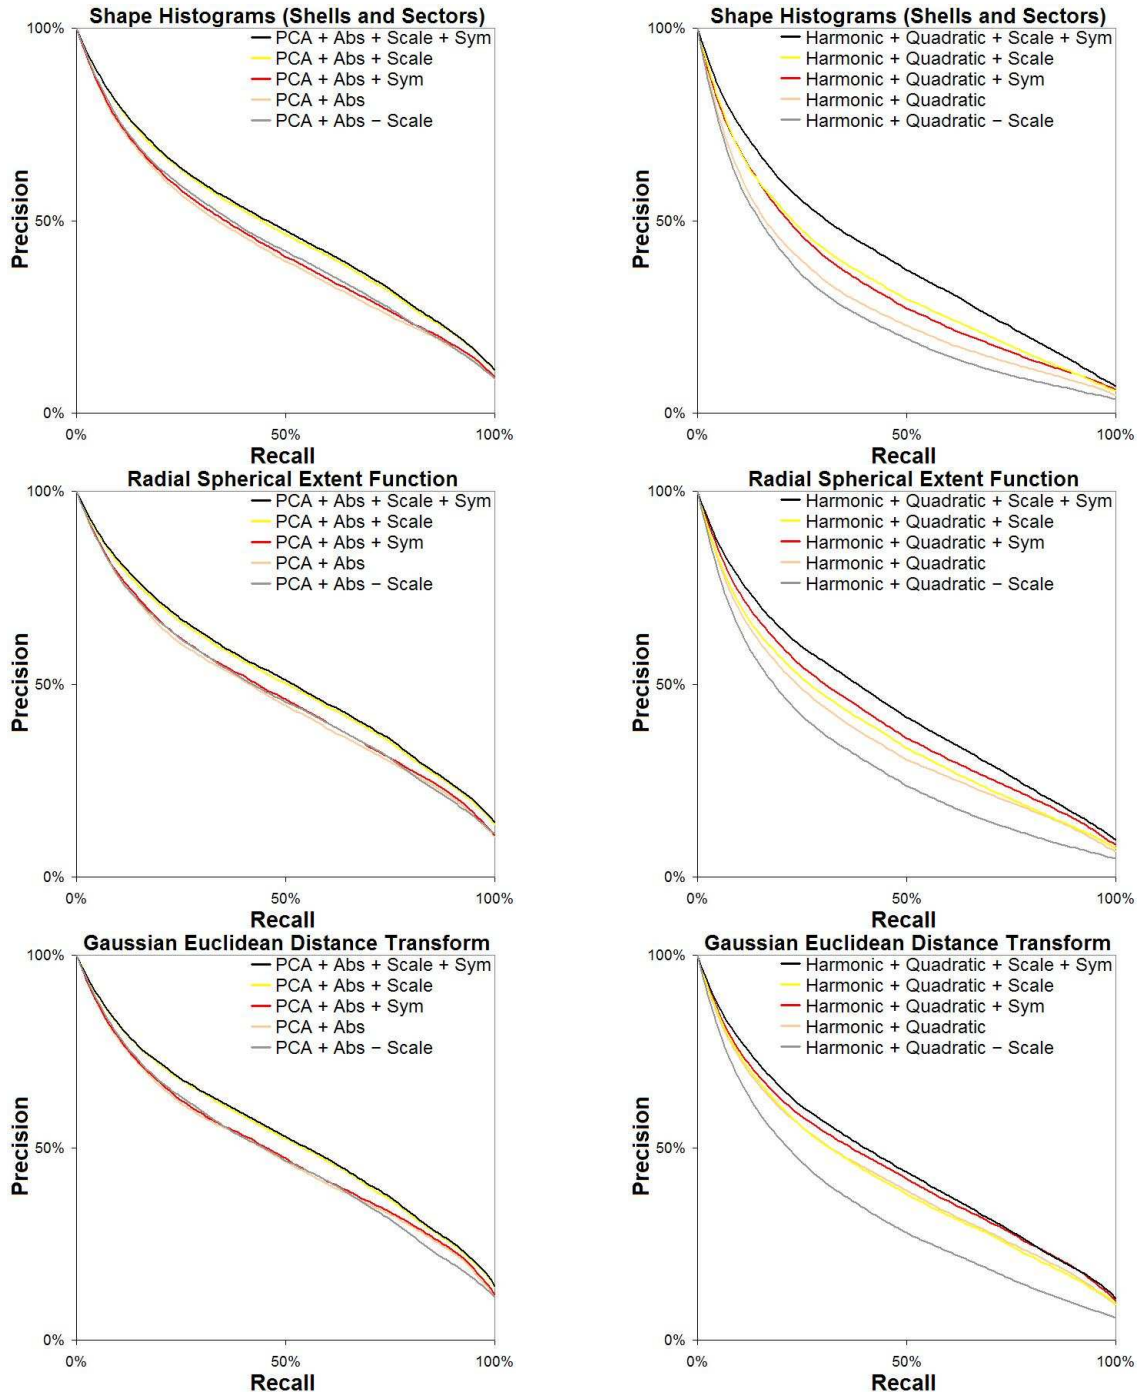 Shape Histograms (Shells and Sectors)
100%
PCA + Abs + Scale + Sym
PCA + Abs + Scale
PCA + Abs + Sym
PCA + Abs
PCA + Abs − Scale
Precision
50%
0%
0%
50%
100%
Recall
Shape Histograms (Shells and Sectors)
100%
Harmonic + Quadratic + Scale + Sym
Harmonic + Quadratic + Scale
Harmonic + Quadratic + Sym
Harmonic + Quadratic
Harmonic + Quadratic − Scale
Precision
50%
0%
0%
50%
100%
Recall
Radial Spherical Extent Function
100%
PCA + Abs + Scale + Sym
PCA + Abs + Scale
PCA + Abs + Sym
PCA + Abs
PCA + Abs − Scale
Precision
50%
0%
0%
50%
100%
Recall
Radial Spherical Extent Function
100%
Harmonic + Quadratic + Scale + Sym
Harmonic + Quadratic + Scale
Harmonic + Quadratic + Sym
Harmonic + Quadratic
Harmonic + Quadratic − Scale
Precision
50%
0%
0%
50%
100%
Recall
Gaussian Euclidean Distance Transform
100%
PCA + Abs + Scale + Sym
PCA + Abs + Scale
PCA + Abs + Sym
PCA + Abs
PCA + Abs − Scale
Precision
50%
0%
0%
50%
100%
Recall
Gaussian Euclidean Distance Transform
100%
Harmonic + Quadratic + Scale + Sym
Harmonic + Quadratic + Scale
Harmonic + Quadratic + Sym
Harmonic + Quadratic
Harmonic + Quadratic − Scale
Precision
50%
0%
0%
50%
100%
Recall